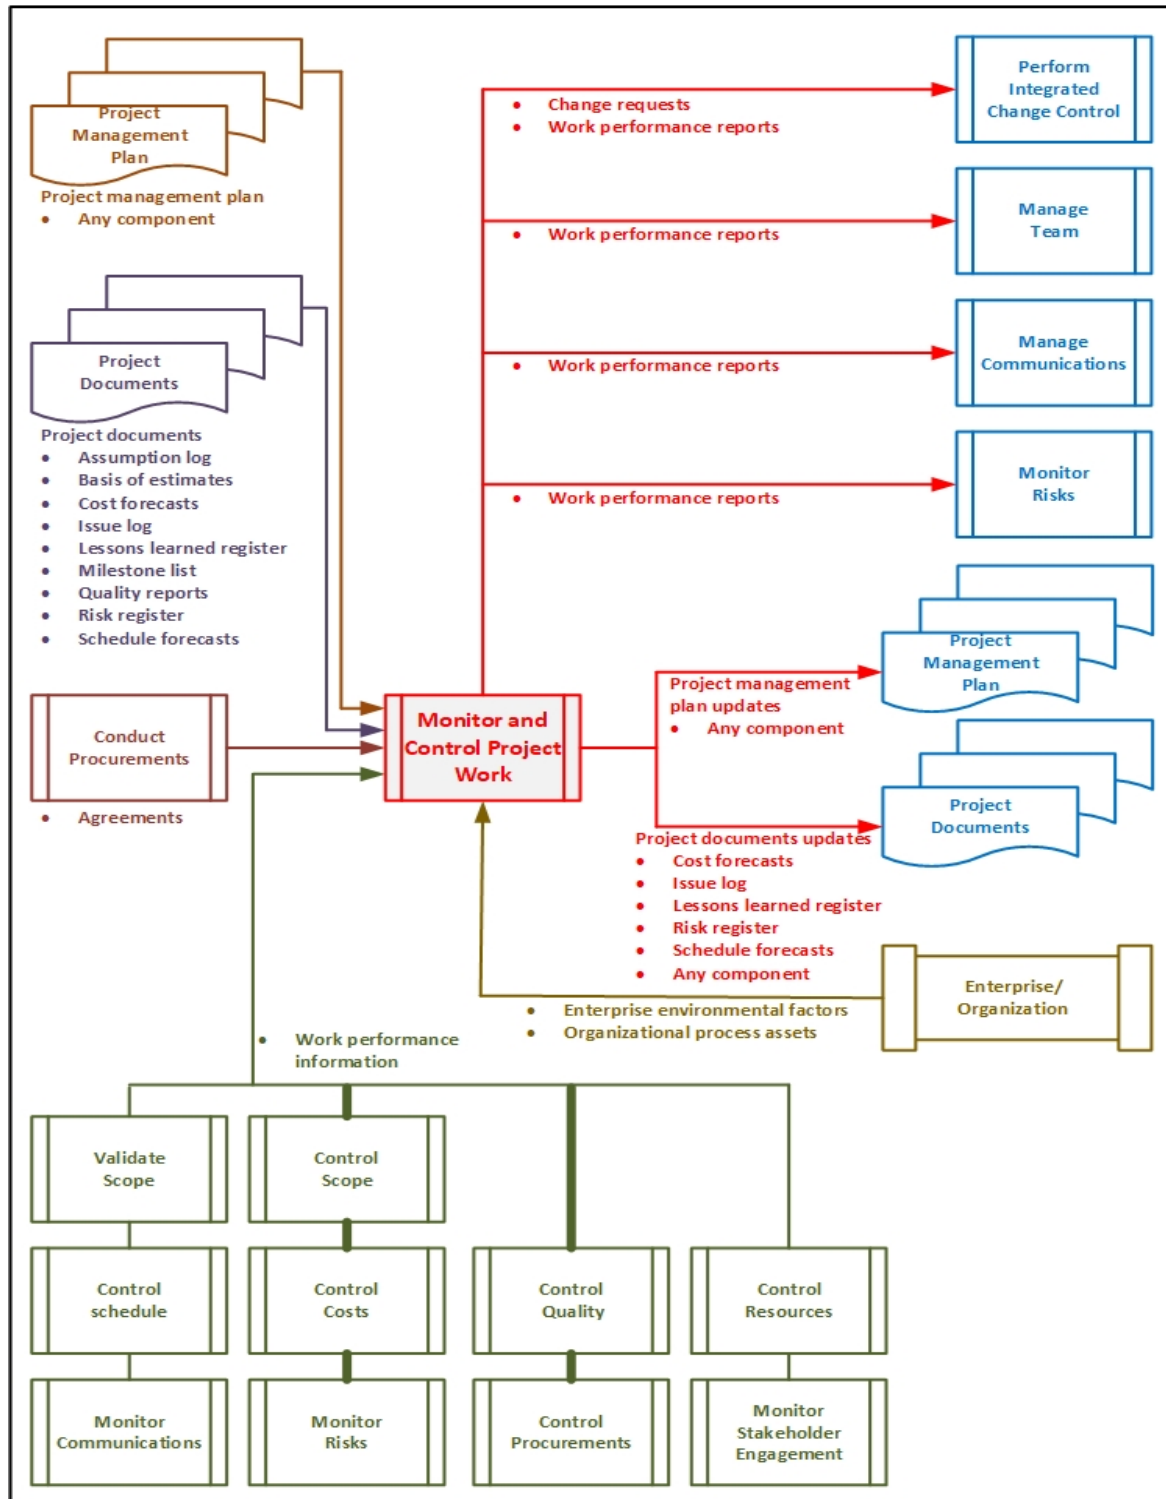 Project
Management
Plan
Project management plan
• Any component
Project
Documents
Project documents
• Assumption log
• Basis of estimates
• Cost forecasts
• Issue log
• Lessons learned register
• Milestone list
• Quality reports
• Risk register
• Schedule forecasts
Conduct
Procurements
• Agreements
Monitor and
Control Project
Work
• Change requests
• Work performance reports
Perform
Integrated
Change Control
• Work performance reports
Manage
Team
• Work performance reports
Manage
Communications
• Work performance reports
Monitor
Risks
Project management
plan updates
• Any component
Project
Management
Plan
Project documents updates
• Cost forecasts
• Issue log
• Lessons learned register
• Risk register
• Schedule forecasts
• Any component
Project
Documents
Enterprise/
Organization
• Enterprise environmental factors
• Organizational process assets
• Work performance
information
Validate
Scope
Control
Scope
Control
schedule
Control
Costs
Control
Quality
Control
Resources
Monitor
Communications
Monitor
Risks
Control
Procurements
Monitor
Stakeholder
Engagement